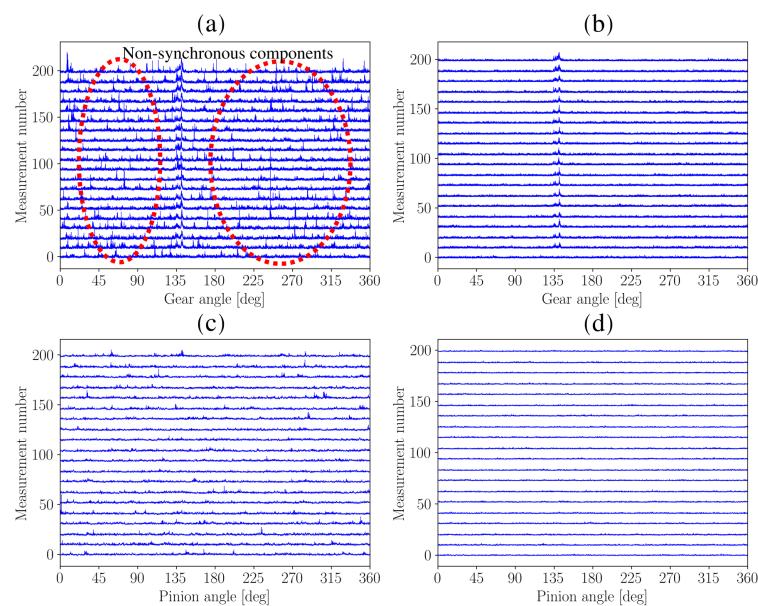 (a)
(b)
Non-synchronous components
200
150
100
50
0
Measurement number
0 45 90 135 180 225 270 315 360
Gear angle [deg]
200
150
100
50
0
Measurement number
0 45 90 135 180 225 270 315 360
Gear angle [deg]
(c)
(d)
200
150
100
50
0
Measurement number
0 45 90 135 180 225 270 315 360
Pinion angle [deg]
200
150
100
50
0
Measurement number
0 45 90 135 180 225 270 315 360
Pinion angle [deg]